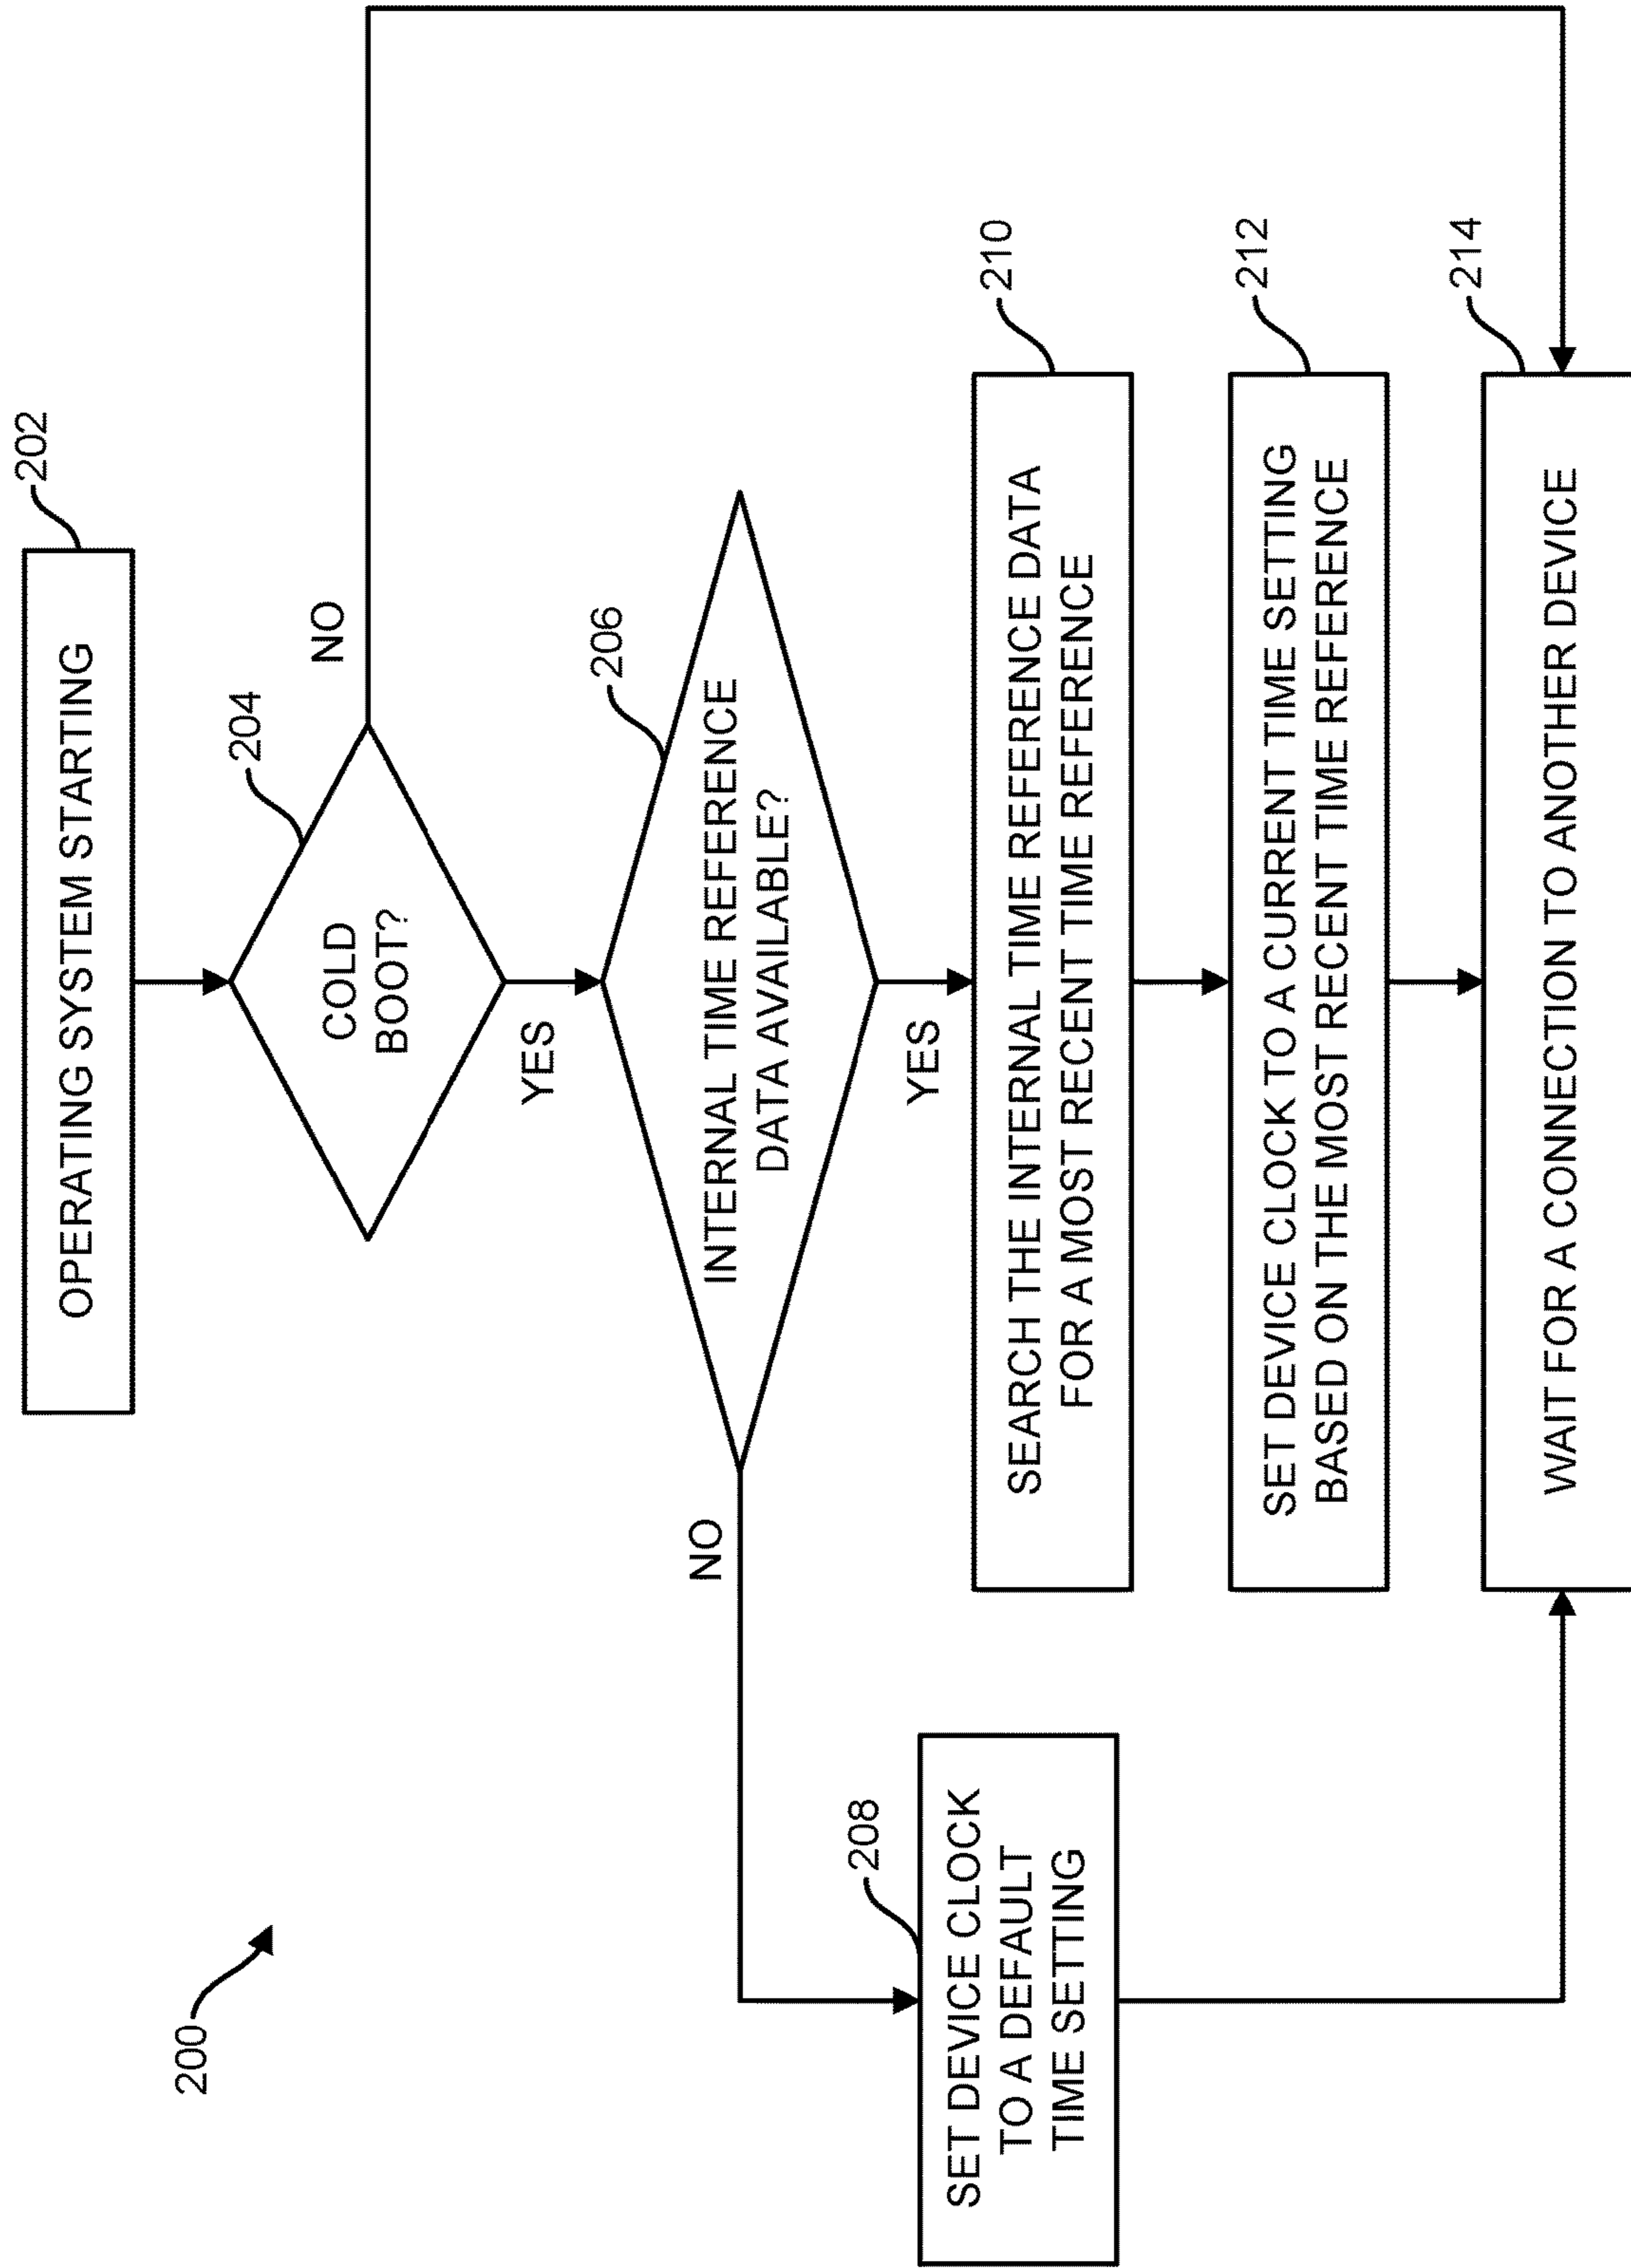 200
OPERATING SYSTEM STARTING
202
COLD
BOOT?
204
NO
YES
INTERNAL TIME REFERENCE
DATA AVAILABLE?
206
NO
YES
SET DEVICE CLOCK
TO A DEFAULT
TIME SETTING
208
SEARCH THE INTERNAL TIME REFERENCE DATA
FOR A MOST RECENT TIME REFERENCE
210
SET DEVICE CLOCK TO A CURRENT TIME SETTING
BASED ON THE MOST RECENT TIME REFERENCE
212
WAIT FOR A CONNECTION TO ANOTHER DEVICE
214